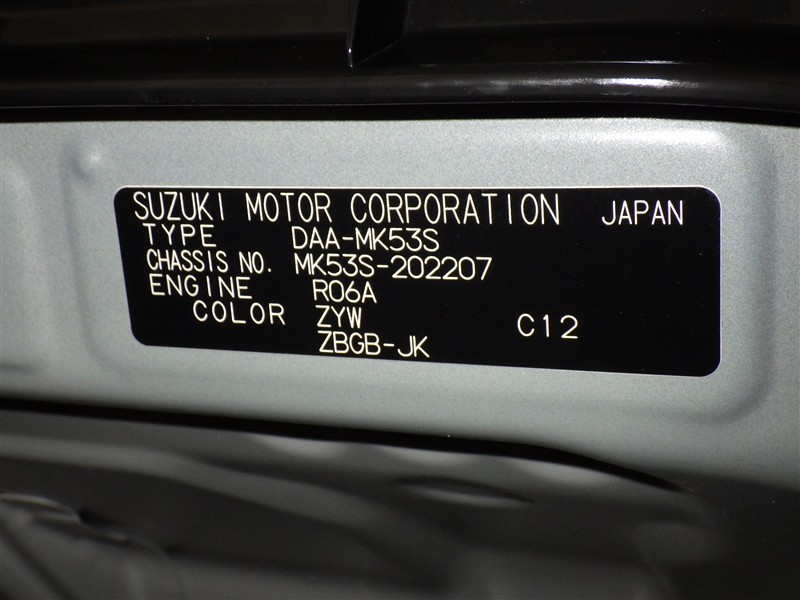 SUZUKI MOTOR CORPORATION JAPAN
TYPE DAA-MK53S
CHASSIS NO. MK53S-202207
ENGINE R06A
COLOR ZYW C12
ZBGB-JK